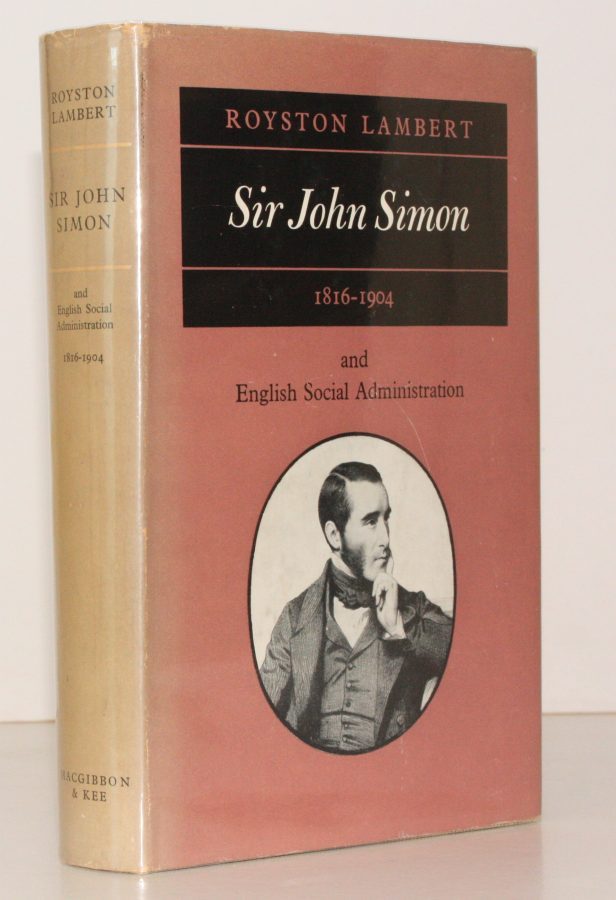 ROYSTON
LAMBERT
SIR JOHN
SIMON
and
English Social
Administration
1816-1904
MACGIBBON
& KEE
ROYSTON LAMBERT
Sir John Simon
1816-1904
and
English Social Administration